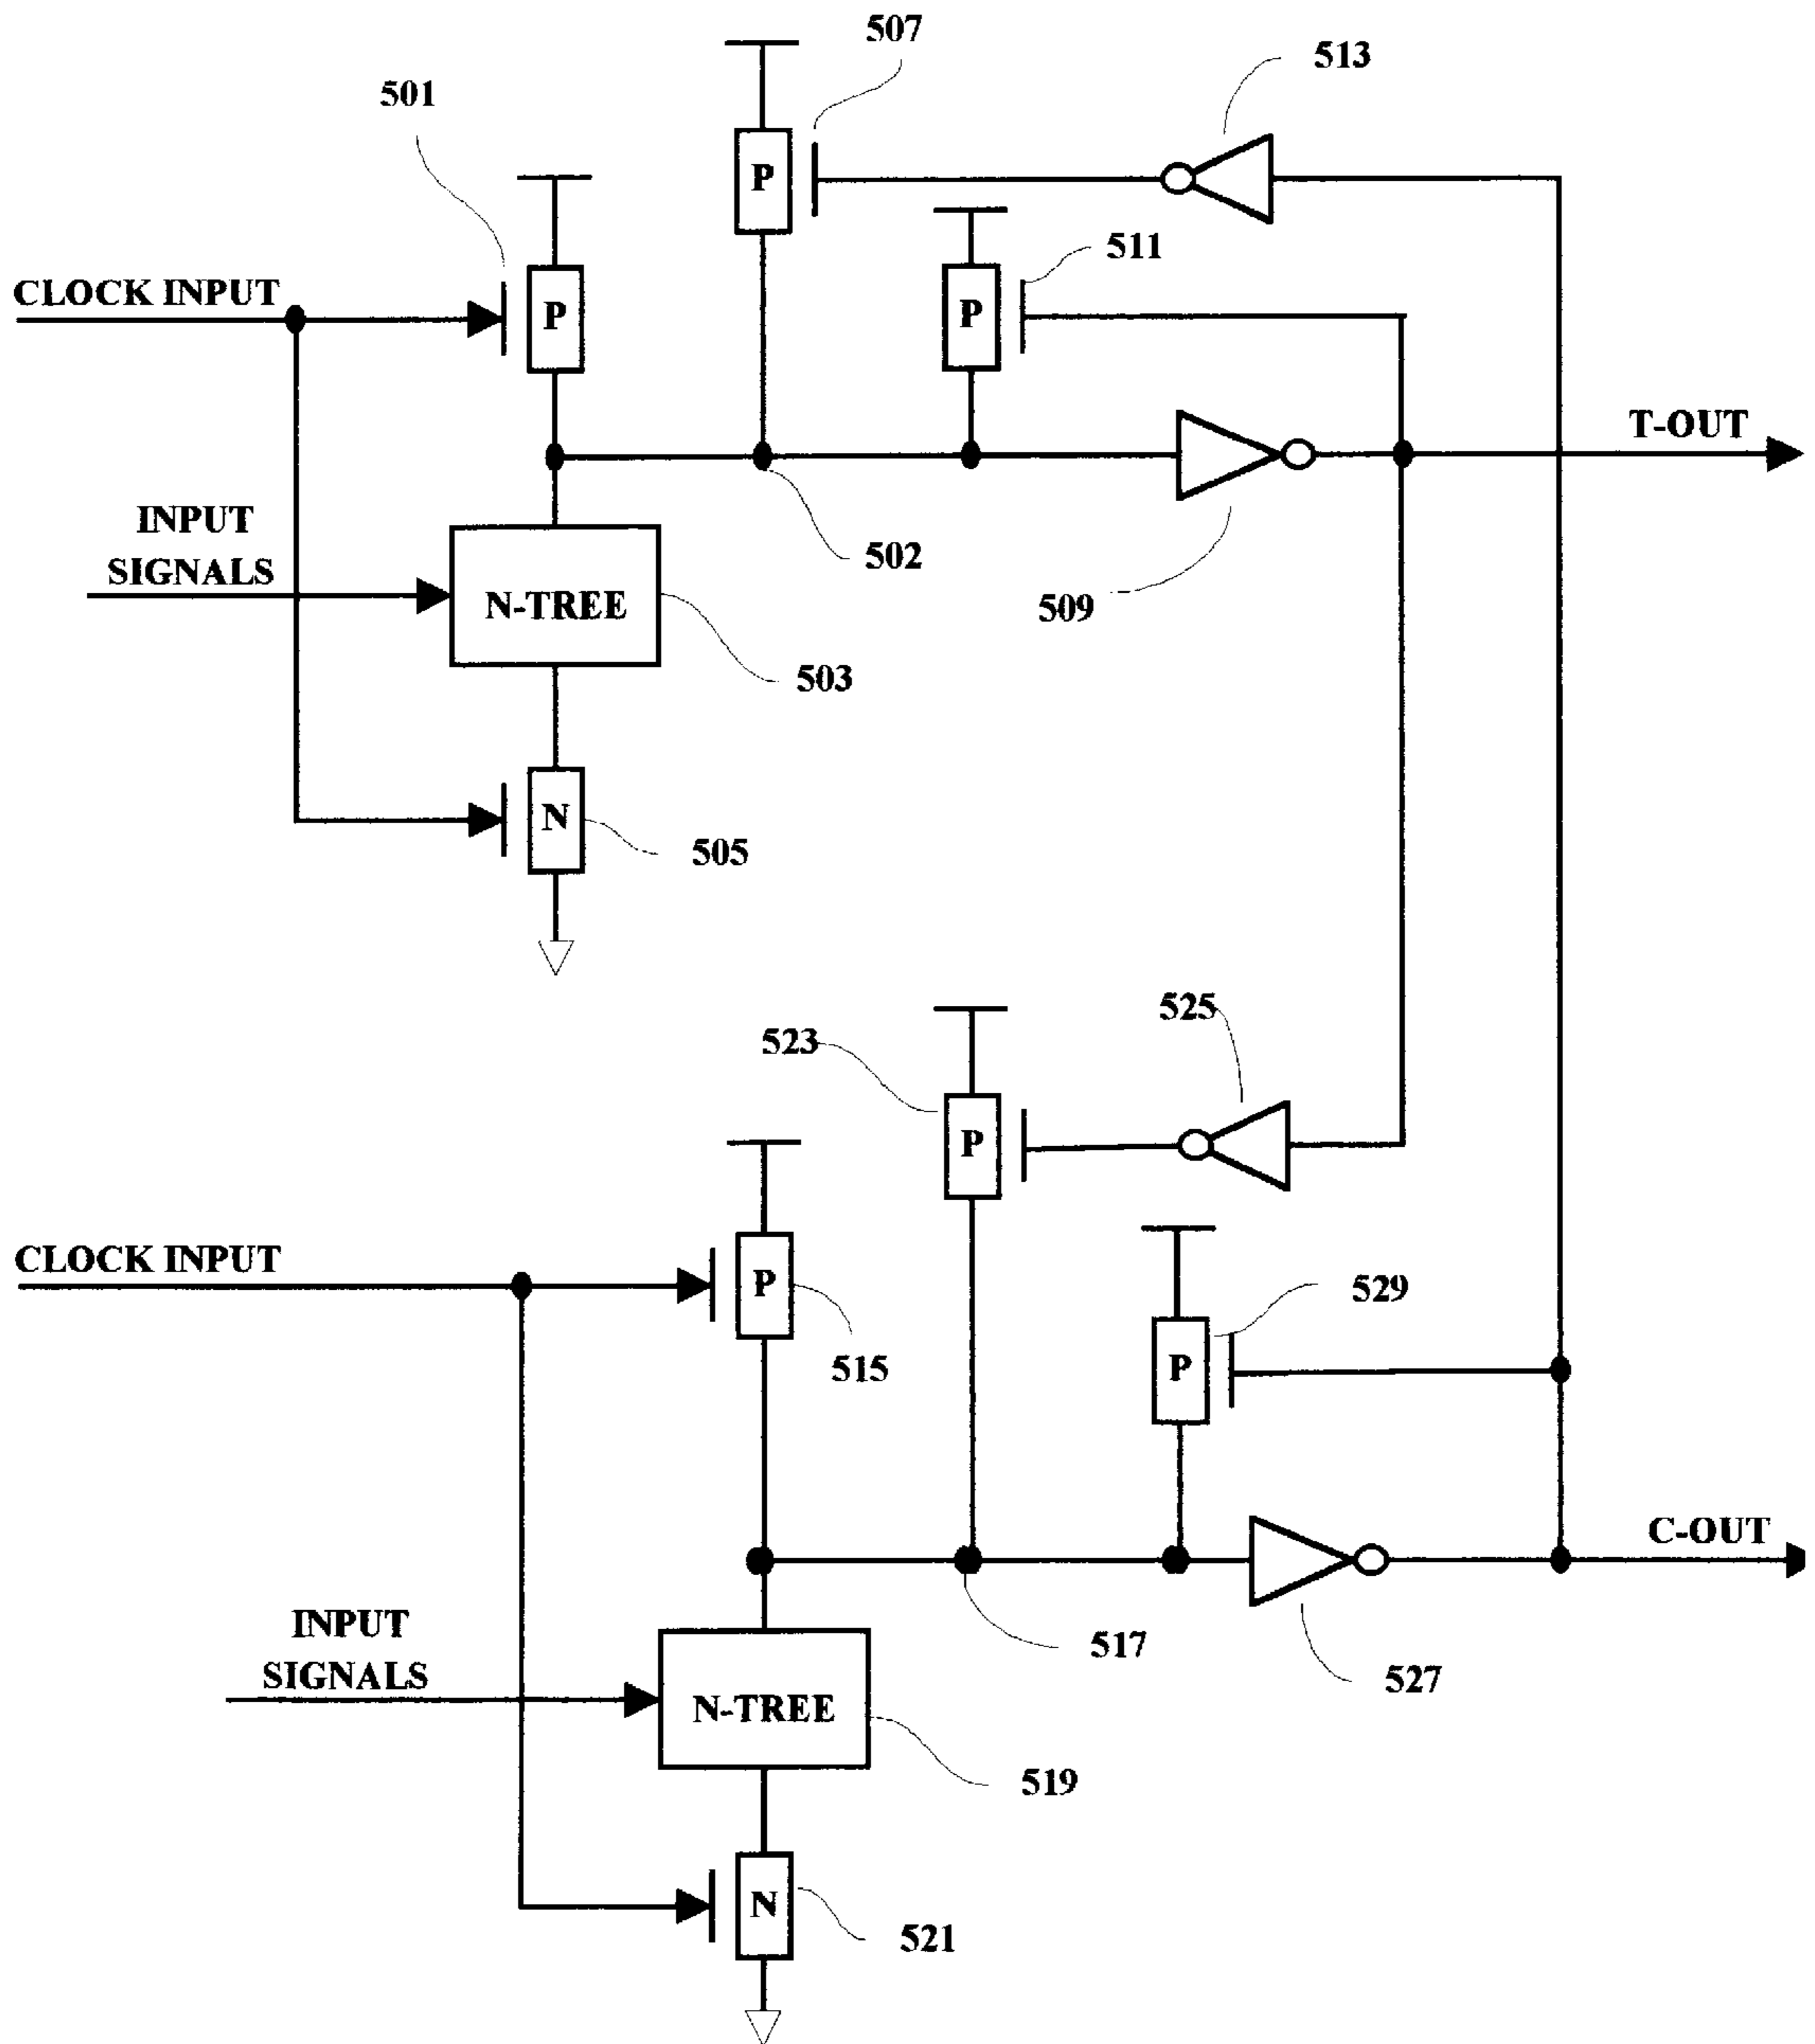 507
513
501
P
511
CLOCK INPUT
P
P
T-OUT
INPUT
SIGNALS
502
N-TREE
509
503
N
505
525
523
P
CLOCK INPUT
P
529
515
P
C-OUT
INPUT
SIGNALS
517
527
N-TREE
519
N
521